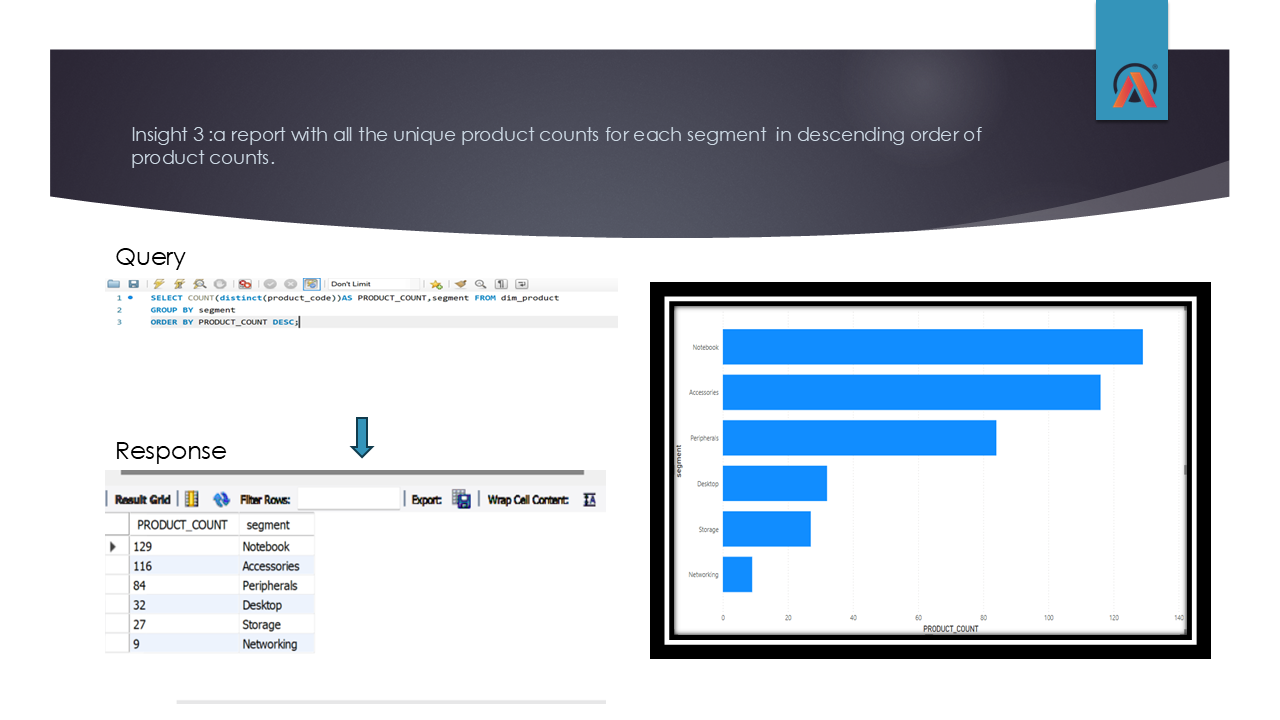 Insight 3 :a report with all the unique product counts for each segment  in descending order of
product counts.
Query
Don't Limit
1 SELECT COUNT(distinct(product_code))AS PRODUCT_COUNT,segment FROM dim_product
2 GROUP BY segment
3 ORDER BY PRODUCT_COUNT DESC;
Response
Result Grid Filter Rows: Export: Wrap Cell Content: IA
PRODUCT_COUNT segment
129 Notebook
116 Accessories
84 Peripherals
32 Desktop
27 Storage
9 Networking
segment
Notebook
Accessories
Peripherals
Desktop
Storage
Networking
0 20 40 60 80 100 120 140
PRODUCT_COUNT